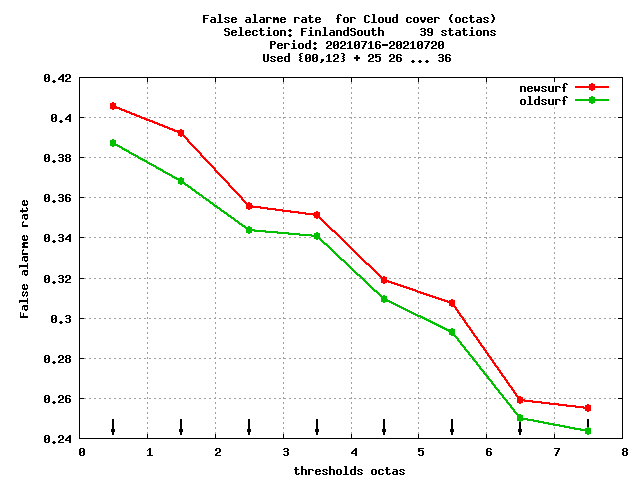 False alarme rate  for Cloud cover (octas)
Selection: FinlandSouth     39 stations
Period: 20210716-20210720
Used {00,12} + 25 26 ... 36
newsurf
oldsurf
0.42
0.4
0.38
0.36
0.34
0.32
0.3
0.28
0.26
0.24
False alarme rate
0 1 2 3 4 5 6 7 8
thresholds octas